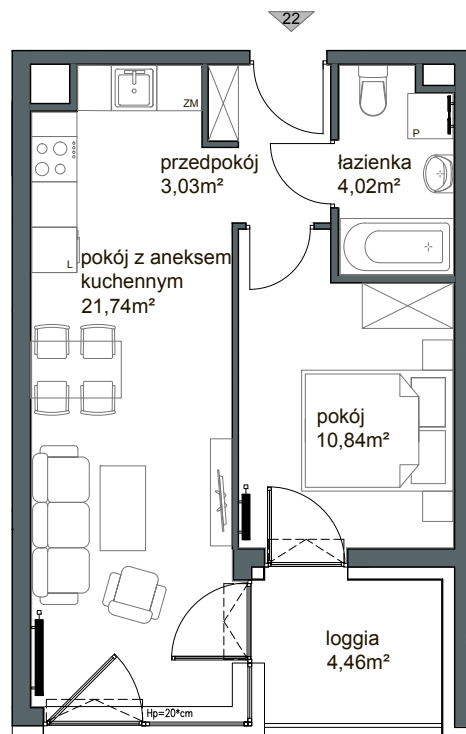 22
ZM
P
przedpokój
3,03m²
łazienka
4,02m²
L
pokój z aneksem
kuchennym
21,74m²
pokój
10,84m²
loggia
4,46m²
Hp=20*cm